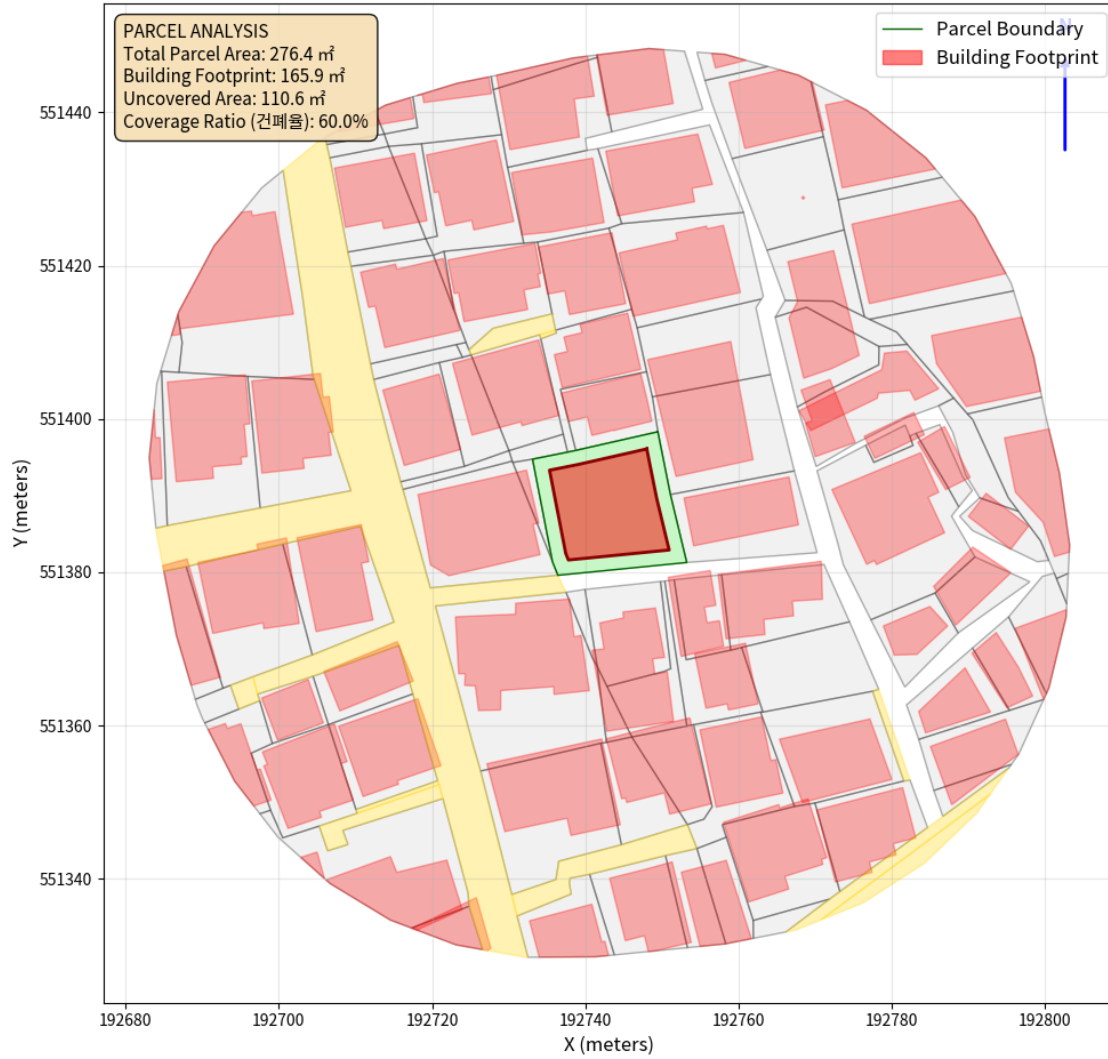 PARCEL ANALYSIS
Total Parcel Area: 276.4 ㎡
Building Footprint: 165.9 ㎡
Uncovered Area: 110.6 ㎡
Coverage Ratio (건폐율): 60.0%
N
Parcel Boundary
Building Footprint
551440
551420
551400
551380
551360
551340
Y (meters)
192680
192700
192720
192740
192760
192780
192800
X (meters)